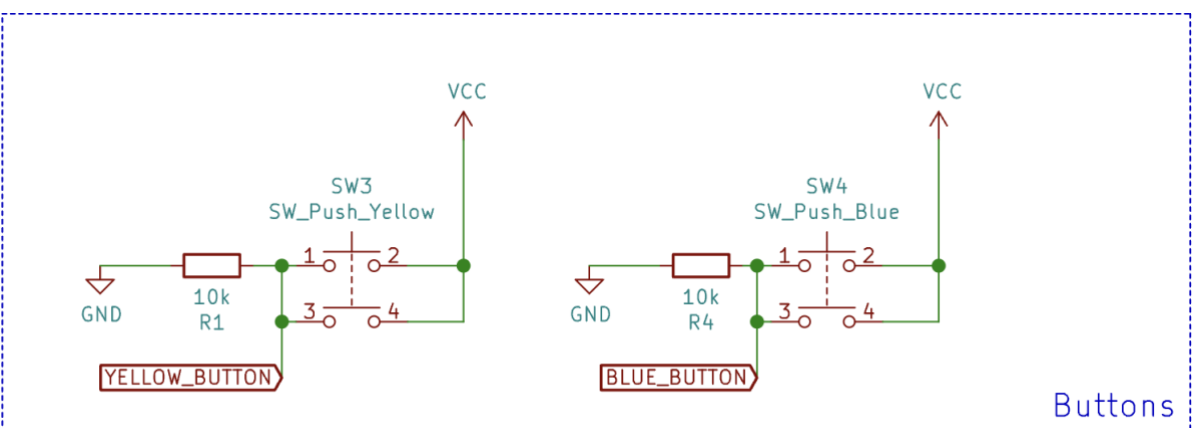 VCC
SW3
SW_Push_Yellow
1
2
GND
10k
R1
3
4
YELLOW_BUTTON
VCC
SW4
SW_Push_Blue
1
2
GND
10k
R4
3
4
BLUE_BUTTON
Buttons